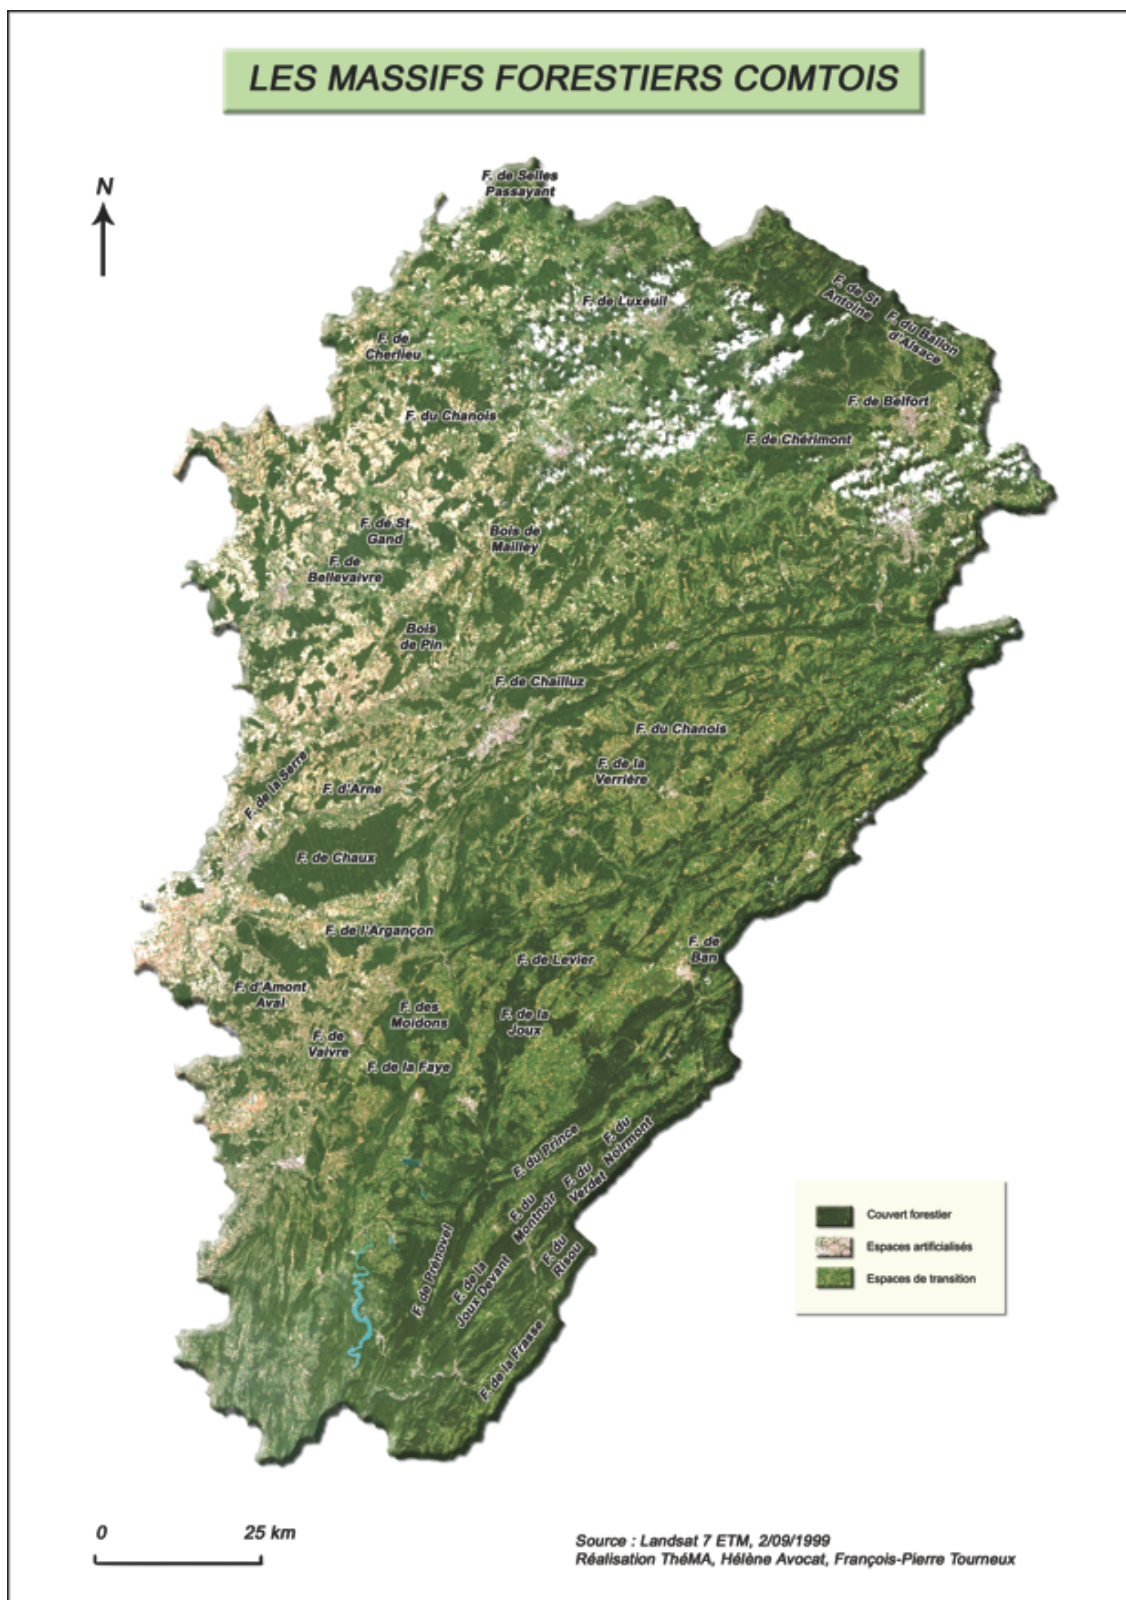 LES MASSIFS FORESTIERS COMTOIS
N
F. de Selles
Passavant
F. de St
Antoine
F. du Ballon
d'Alsace
F. de Luxeuil
F. de
Cherlieu
F. de Belfort
F. du Chanois
F. de Chérimont
F. de St
Gand
Bois de
Mailley
F. de
Bellevaivre
Bois
de Pin
F. de Chailluz
F. du Chanois
F. de la
Verrière
F. de la Serre
F. d'Arne
F. de Chaux
F. de l'Argançon
F. de
Ban
F. de Levier
F. d'Amont
Aval
F. des
Moidons
F. de la
Joux
F. de
Vaivre
F. de la Faye
F. du Prince
F. du
Noirmont
F. du
Verdet
F. du
Montnoir
F. du
Risou
F. de Prénovel
F. de la
Joux Devant
F. de la Frasse
Couvert forestier
Espaces artificialisés
Espaces de transition
0 25 km
Source : Landsat 7 ETM, 2/09/1999
Réalisation ThéMA, Hélène Avocat, François-Pierre Tourneux